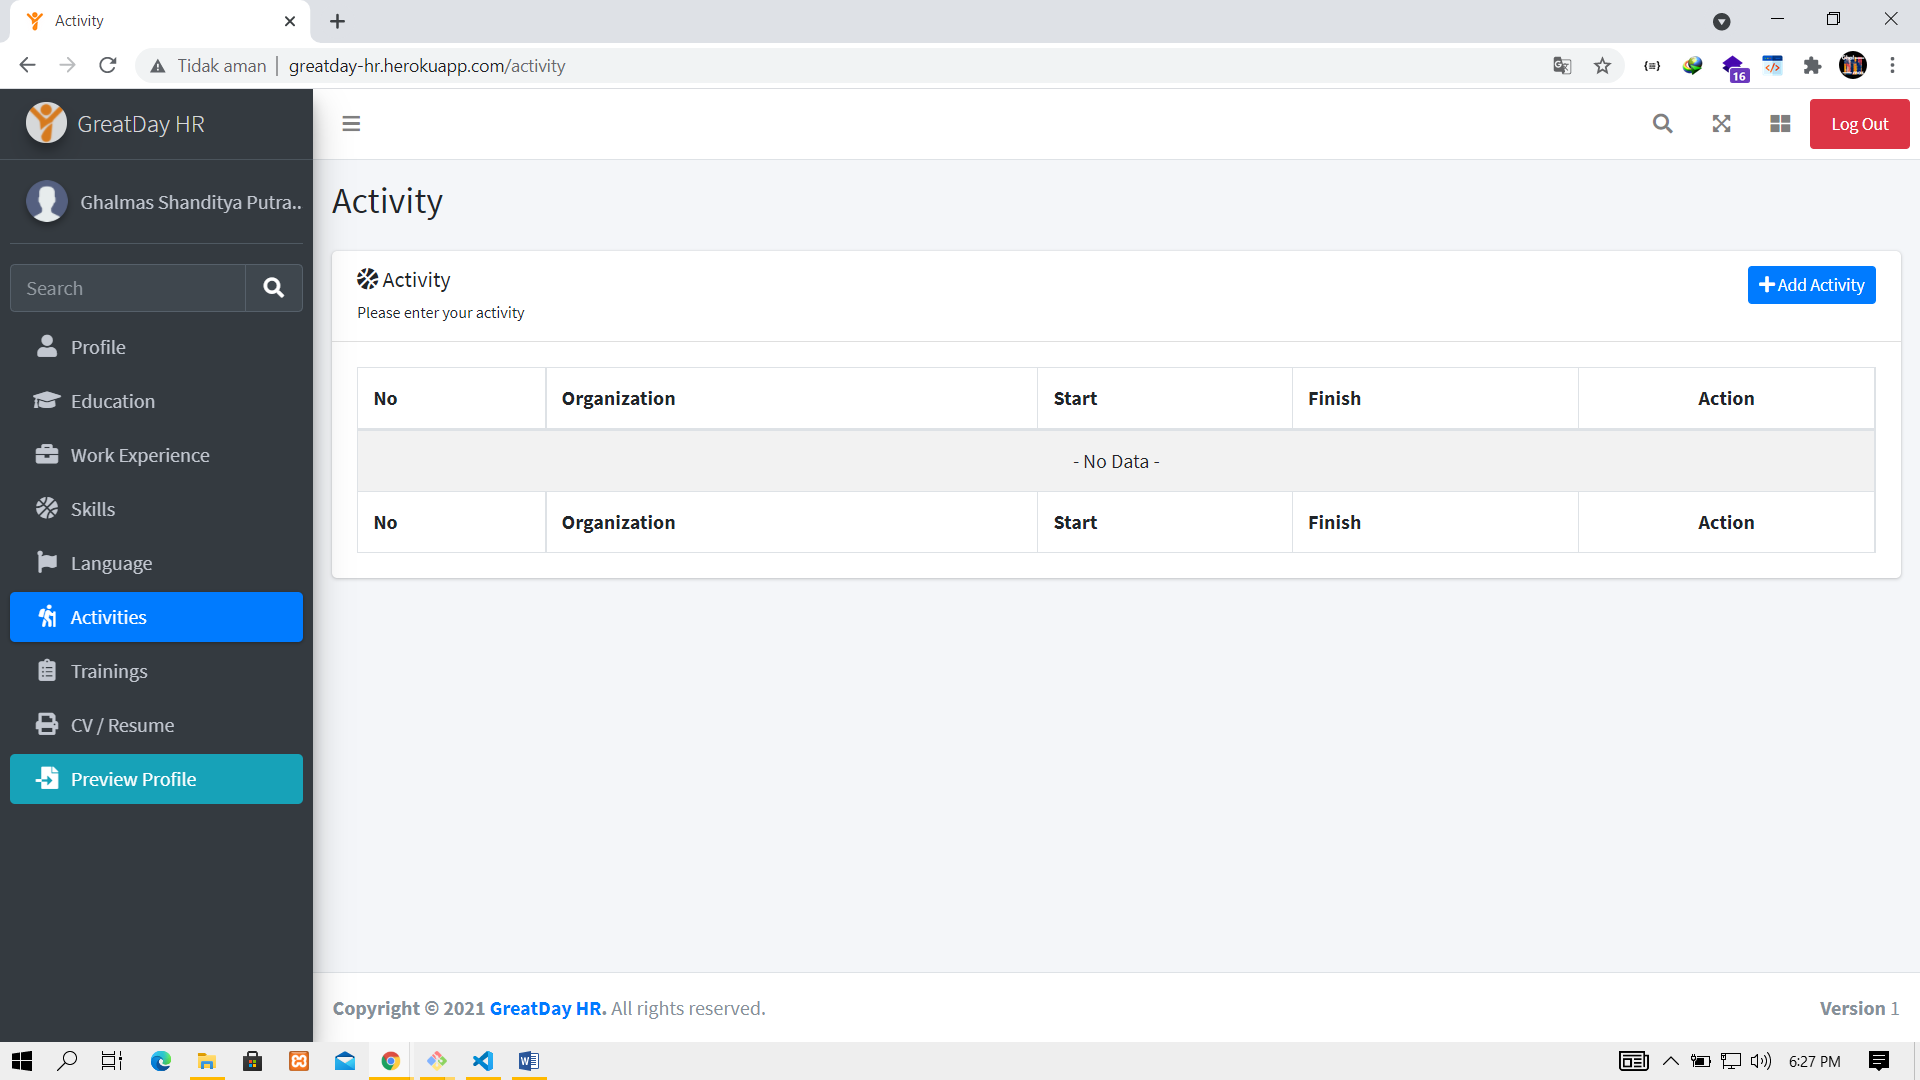 Activity
Tidak aman
greatday-hr.herokuapp.com/activity
16
GreatDay HR
Log Out
Ghalmas Shanditya Putra..
Search
Profile
Education
Work Experience
Skills
Language
Activities
Trainings
CV / Resume
Preview Profile
Activity
Activity
Please enter your activity
Add Activity
No Organization Start Finish Action
- No Data -
No Organization Start Finish Action
Copyright © 2021 GreatDay HR. All rights reserved.
Version 1
6:27 PM